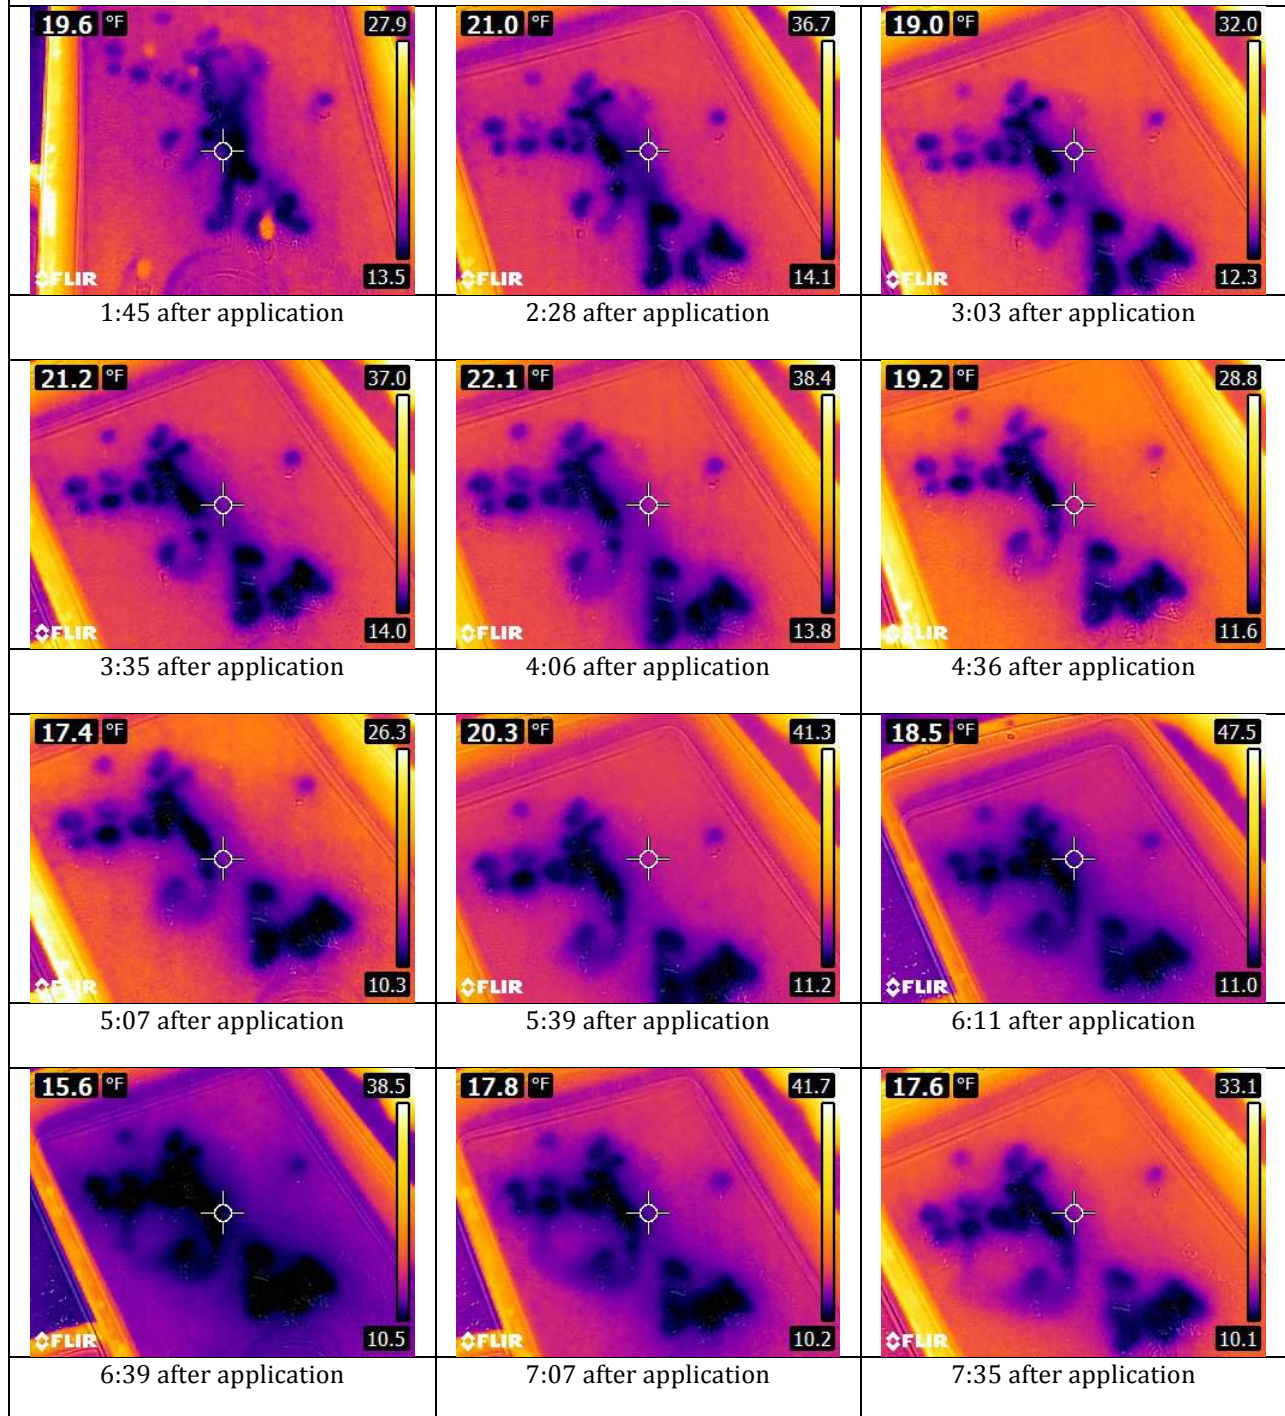 19.6 °F 27.9 21.0 °F 36.7 19.0 °F 32.0
FLIR 13.5 FLIR 14.1 FLIR 12.3
1:45 after application 2:28 after application 3:03 after application
21.2 °F 37.0 22.1 °F 38.4 19.2 °F 28.8
FLIR 14.0 FLIR 13.8 FLIR 11.6
3:35 after application 4:06 after application 4:36 after application
17.4 °F 26.3 20.3 °F 41.3 18.5 °F 47.5
FLIR 10.3 FLIR 11.2 FLIR 11.0
5:07 after application 5:39 after application 6:11 after application
15.6 °F 38.5 17.8 °F 41.7 17.6 °F 33.1
FLIR 10.5 FLIR 10.2 FLIR 10.1
6:39 after application 7:07 after application 7:35 after application